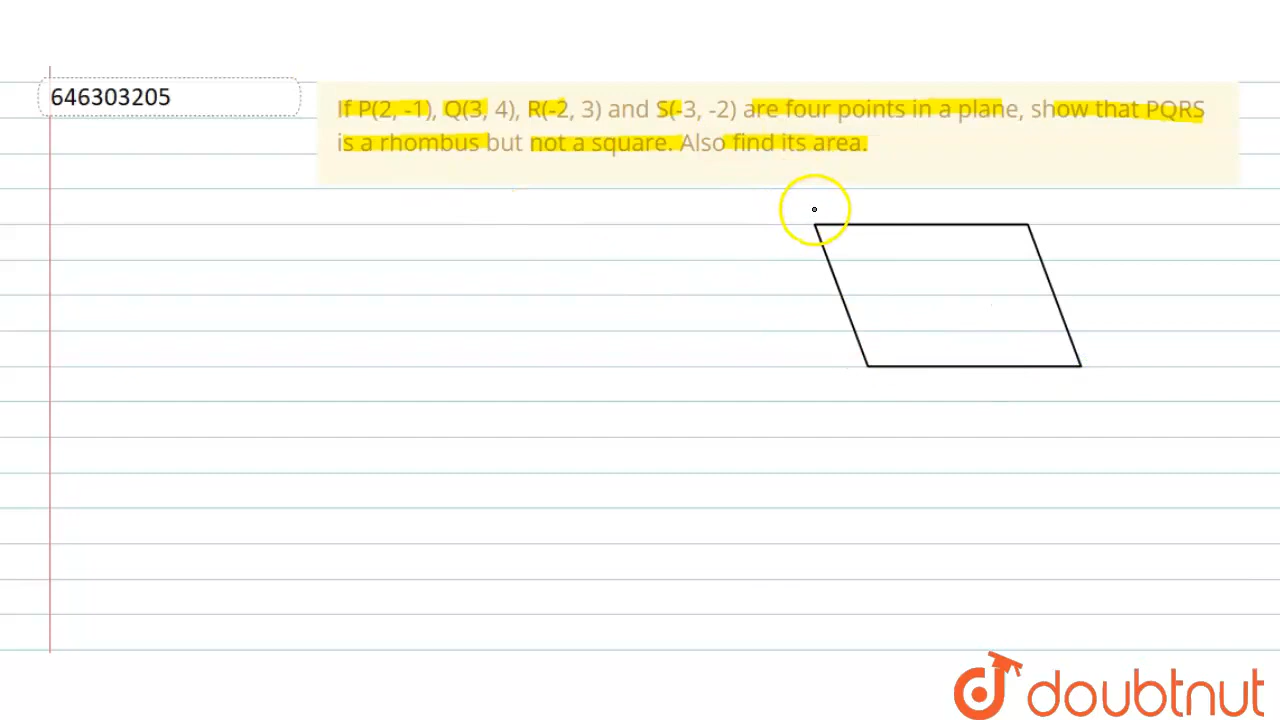 646303205
If P(2, -1), Q(3, 4), R(-2, 3) and S(-3, -2) are four points in a plane, show that PQRS
is a rhombus but not a square. Also find its area.
doubtnut